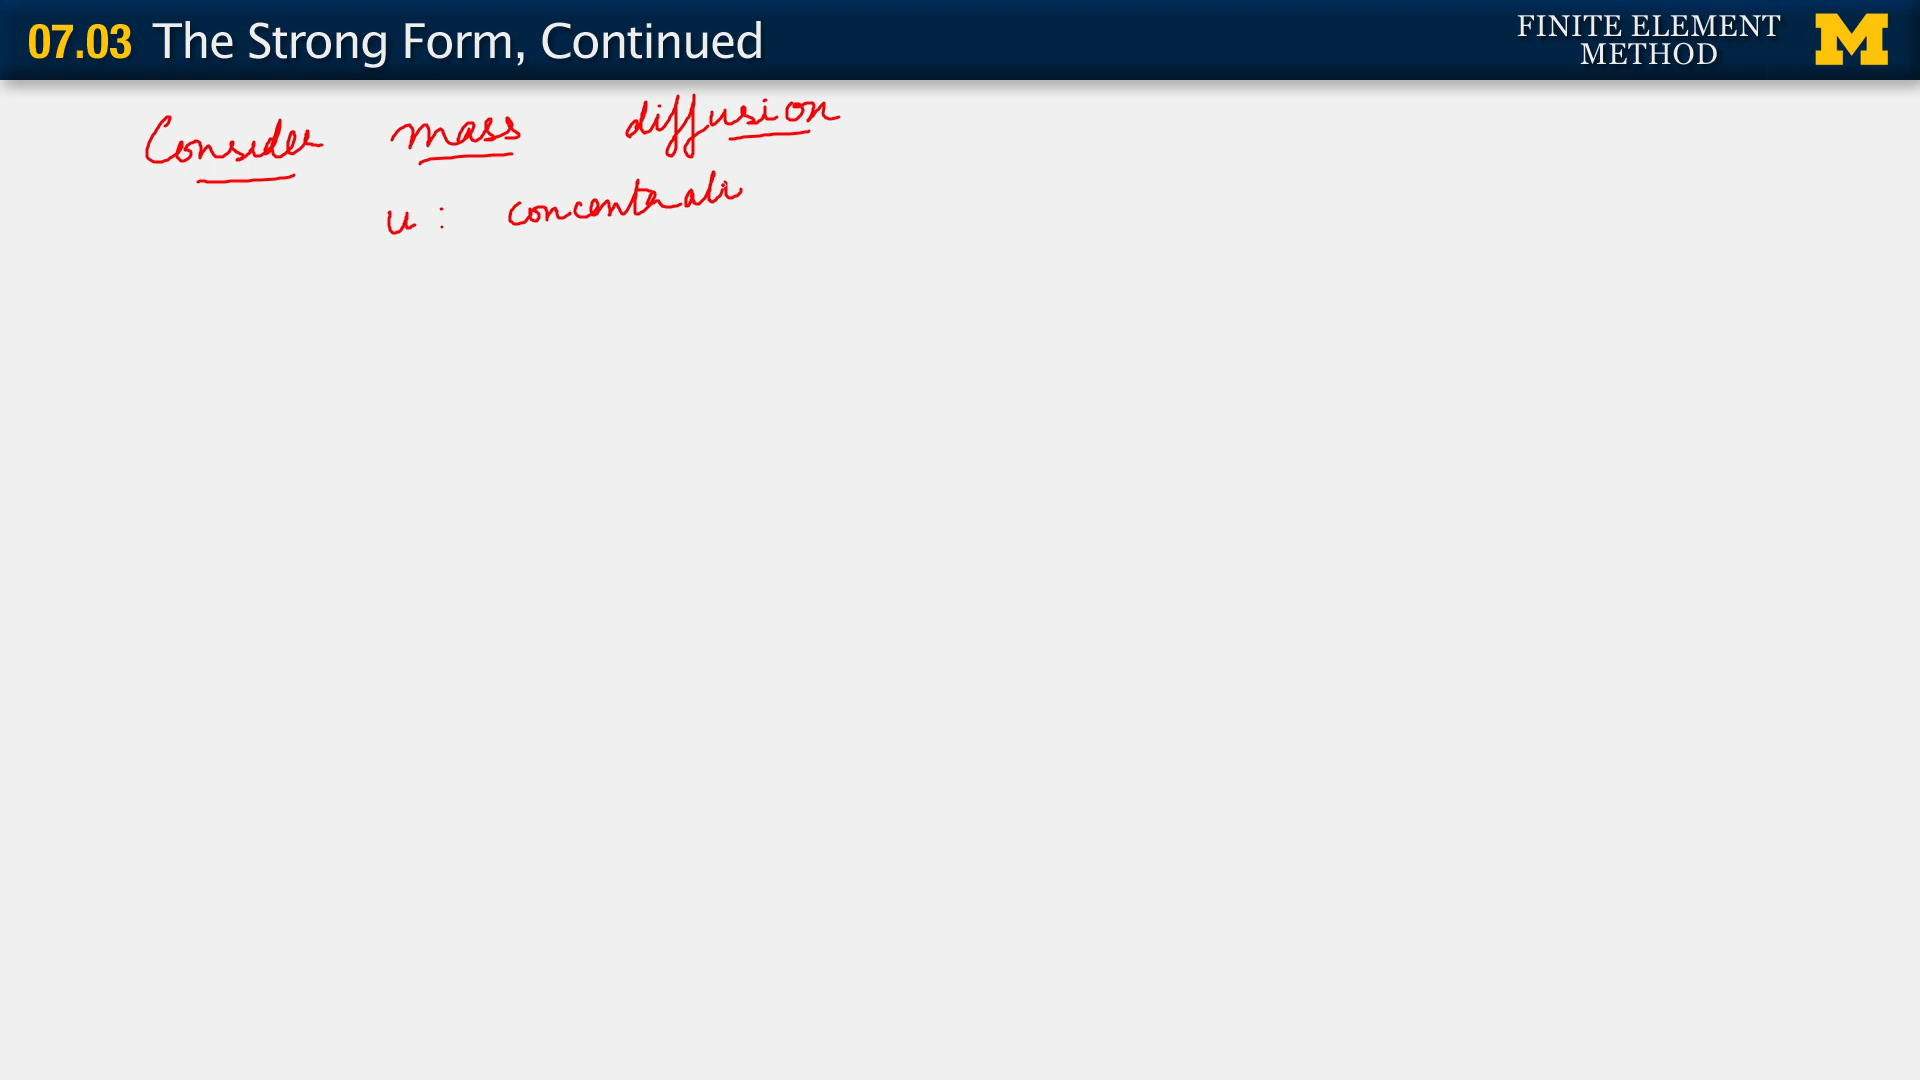 07.03 The Strong Form, Continued
FINITE ELEMENT
METHOD
M
Consider mass diffusion
u : concentrati